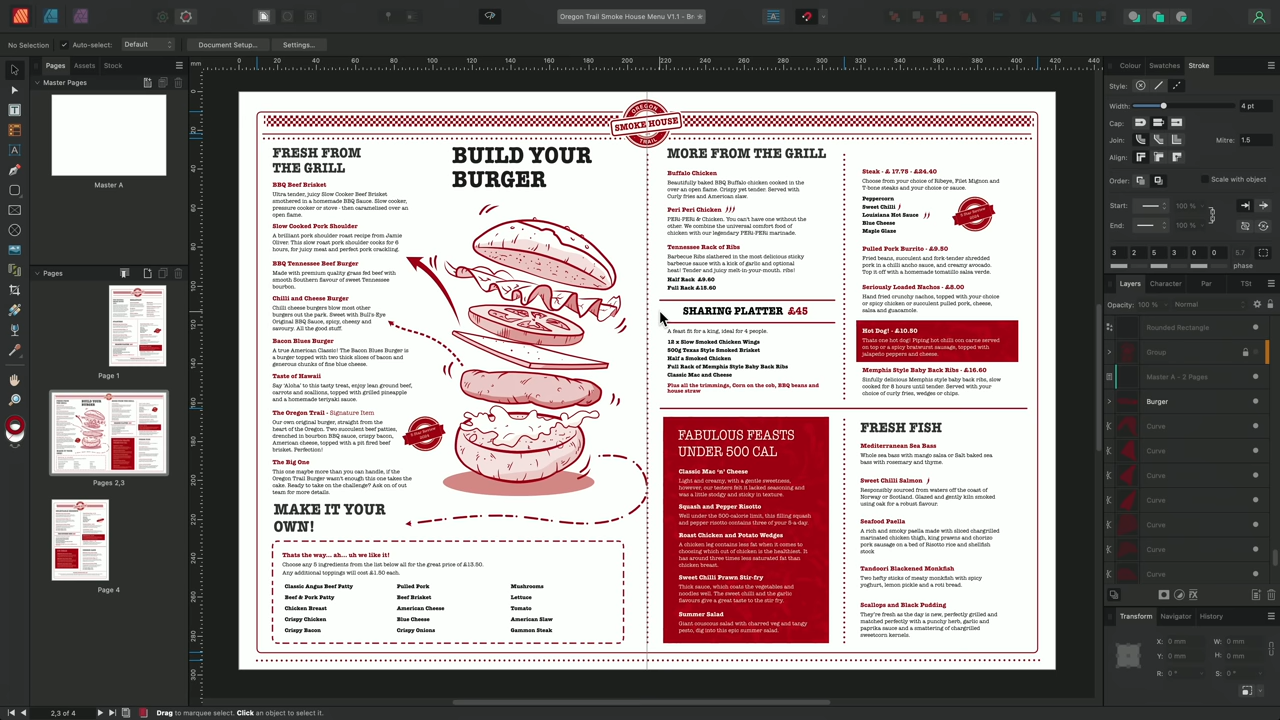 Oregon Trail Smoke House Menu V1.1 - Br
No Selection
Auto-select:
Default
Document Setup...
Settings...
Pages
Assets
Stock
Master Pages
Master A
Pages
Page 1
Pages 2,3
Page 4
mm
0 20 40 60 80 100 120 140 160 180 200 220 240 260 280 300 320 340 360 380 400 420 440
OREGON
SMOKE HOUSE
TRAIL
FRESH FROM
THE GRILL
BBQ Beef Brisket
Ultra tender, juicy Slow Cooker Beef Brisket
smothered in a homemade BBQ Sauce. Slow cooker,
pressure cooker or stove - then caramelised over an
open flame.
Slow Cooked Pork Shoulder
A brilliant pork shoulder roast recipe from Jamie
Oliver. This slow roast pork shoulder cooks for 6
hours, for juicy meat and perfect pork crackling.
BBQ Tennessee Beef Burger
Made with premium quality grass fed beef with
smooth Southern flavour of sweet Tennessee
bourbon.
Chilli and Cheese Burger
Chilli cheese burgers blow most other
burgers out the park. Sweet with Bull's Eye
Original BBQ Sauce, spicy, cheesy and
savoury. All the good stuff.
Bacon Blues Burger
A true American Classic! The Bacon Blues Burger is
a burger topped with two thick slices of bacon and
generous chunks of fine blue cheese.
Taste of Hawaii
Say 'Aloha' to this tasty treat, enjoy lean ground beef,
carrots and scallions, topped with grilled pineapple
and a homemade teriyaki sauce.
The Oregon Trail - Signature Item
Our own original burger, straight from the
heart of the Oregon. Two succulent beef patties,
drenched in bourbon BBQ sauce, crispy bacon,
American cheese, topped with a pit fired beef
brisket. Perfection!
The Big One
This one maybe more than you can handle, if the
Oregon Trail Burger wasn't enough this one takes the
cake. Ready to take on the challenge? Ask on of out
team for more details.
BUILD YOUR
BURGER
MAKE IT YOUR
OWN!
Thats the way... ah... uh we like it!
Choose any 5 ingredients from the list below all for the great price of £13.50.
Any additional toppings will cost £1.50 each.
Classic Angus Beef Patty
Beef & Pork Patty
Chicken Breast
Crispy Chicken
Crispy Bacon
Pulled Pork
Beef Brisket
American Cheese
Blue Cheese
Crispy Onions
Mushrooms
Lettuce
Tomato
American Slaw
Gammon Steak
MORE FROM THE GRILL
Buffalo Chicken
Beautifully baked BBQ Buffalo chicken cooked in the
over an open flame. Crispy yet tender. Served with
Curly fries and American slaw.
Peri Peri Chicken
PERi-PERi & Chicken. You can't have one without the
other. We combine the universal comfort food of
chicken with our legendary PERi-PERi marinade.
Tennessee Rack of Ribs
Barbecue Ribs slathered in the most delicious sticky
barbecue sauce with a kick of garlic and optional
heat! Tender and juicy melt-in-your-mouth. ribs!
Half Rack £9.60
Full Rack £15.60
SHARING PLATTER £45
A feast fit for a king, ideal for 4 people.
12 x Slow Smoked Chicken Wings
500g Texas Style Smoked Brisket
Half a Smoked Chicken
Full Rack of Memphis Style Baby Back Ribs
Classic Mac and Cheese
Plus all the trimmings, Corn on the cob, BBQ beans and
house straw
FABULOUS FEASTS
UNDER 500 CAL
Classic Mac 'n' Cheese
Light and creamy, with a gentle sweetness,
however, our testers felt it lacked seasoning and
was a little stodgy and sticky in texture.
Squash and Pepper Risotto
Well under the 500-calorie limit, this filling squash
and pepper risotto contains three of your 5-a-day.
Roast Chicken and Potato Wedges
A chicken leg contains less fat when it comes to
choosing which cut of chicken is the healthiest. It
has around three times less saturated fat than
chicken breast.
Sweet Chilli Prawn Stir-fry
Thick sauce, which coats the vegetables and
noodles well. The sweet chilli and the garlic
flavours give a great taste to the stir fry.
Summer Salad
Giant couscous salad with charred veg and tangy
pesto, dig into this epic summer salad.
Steak - £ 17.75 - £24.40
Choose from your choice of Ribeye, Filet Mignon and
T-bone steaks and your choice or sauce.
Peppercorn
Sweet Chilli
Louisiana Hot Sauce
Blue Cheese
Maple Glaze
Pulled Pork Burrito - £9.50
Fried beans, succulent and fork-tender shredded
pork in a chilli ancho sauce, and creamy avocado.
Top it off with a homemade tomatillo salsa verde.
Seriously Loaded Nachos - £8.00
Hand fried crunchy nachos, topped with your choice
or spicy chicken or succulent pulled pork, cheese,
salsa and guacamole.
Hot Dog! - £10.50
Thats one hot dog! Piping hot chilli con carne served
on top or a spicy bratwurst sausage, topped with
jalapeño peppers and cheese.
Memphis Style Baby Back Ribs - £16.60
Sinfully delicious Memphis style baby back ribs, slow
cooked for 8 hours until tender. Served with your
choice of curly fries, wedges or chips.
FRESH FISH
Mediterranean Sea Bass
Whole sea bass with mango salsa or Salt baked sea
bass with rosemary and thyme.
Sweet Chilli Salmon
Responsibly sourced from waters off the coast of
Norway or Scotland. Glazed and gently kiln smoked
using oak for a robust flavour.
Seafood Paella
A rich and smoky paella made with sliced chargrilled
marinated chicken thigh, king prawns and chorizo
pork sausage on a bed of Risotto rice and shellfish
stock
Tandoori Blackened Monkfish
Two hefty sticks of meaty monkfish with spicy
yoghurt, lemon pickle and a roti bread.
Scallops and Black Pudding
They're fresh as the day is new, perfectly grilled and
matched perfectly with a punchy herb, garlic and
paprika sauce and a smattering of chargrilled
sweetcorn kernels.
Colour
Swatches
Stroke
Style:
Width:
4 pt
Cap:
Join:
Mitre: 1.5
Align:
Scale with object
Start:
100 %
End:
100 %
phase
Layers
Character
Par
Opacity: 100 %
Normal
Rounded Rectangle
Group
Master A - 2 Pages
Burger
Curve
Curve
Curve
Curve
Curve
Curve
Curve
Transform
Navigator
History
X: 0 mm
W: 0 mm
Y: 0 mm
H: 0 mm
2,3 of 4
Drag to marquee select. Click an object to select it.